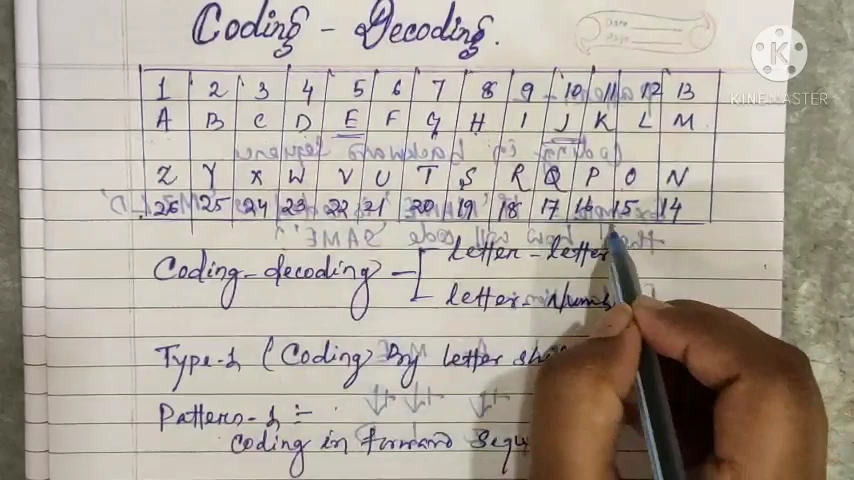 Coding - Decoding.
KINEMASTER
1 2 3 4 5 6 7 8 9 10 11 12 13
A B C D E F G H I J K L M
Z Y X W V U T S R Q P O N
26 25 24 23 22 21 20 19 18 17 16 15 14
Coding-decoding - letter - letter
letter - Num
Type-1 (Coding By letter
Pattern-1 :-
Coding in forward sequ